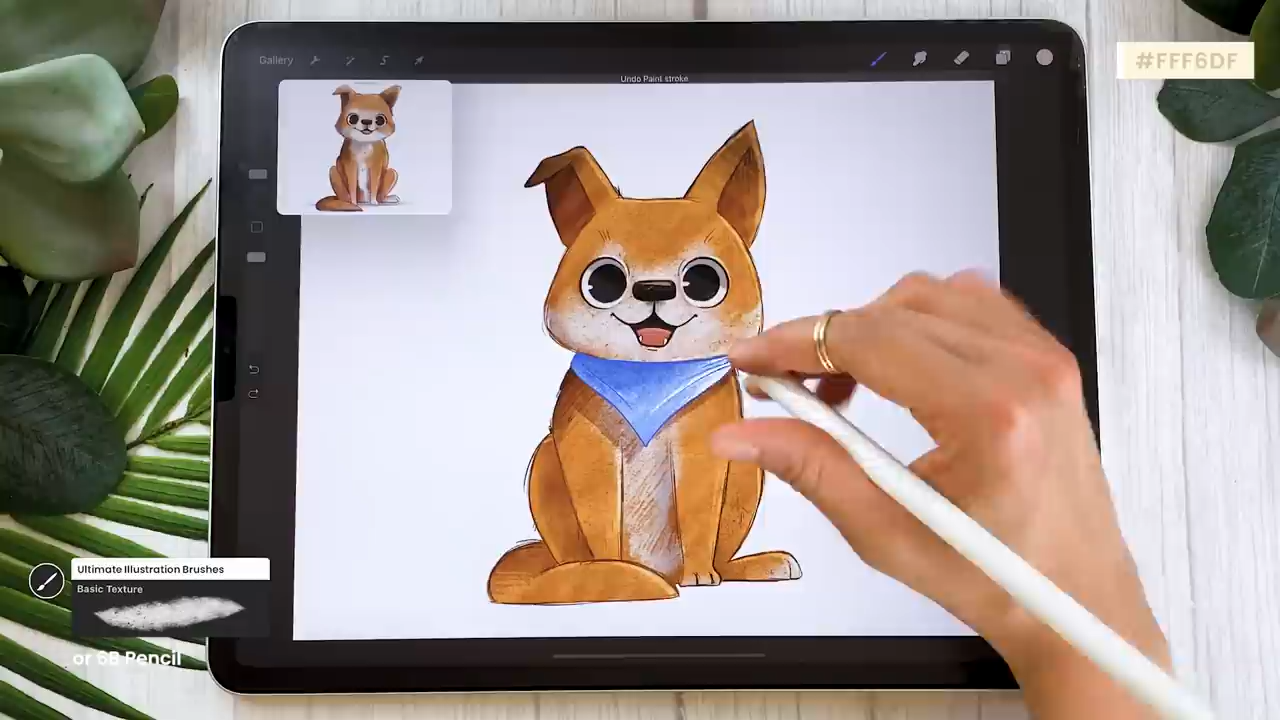 #FFF6DF
Gallery
Undo Paint stroke
Ultimate Illustration Brushes
Basic Texture
or 6B Pencil